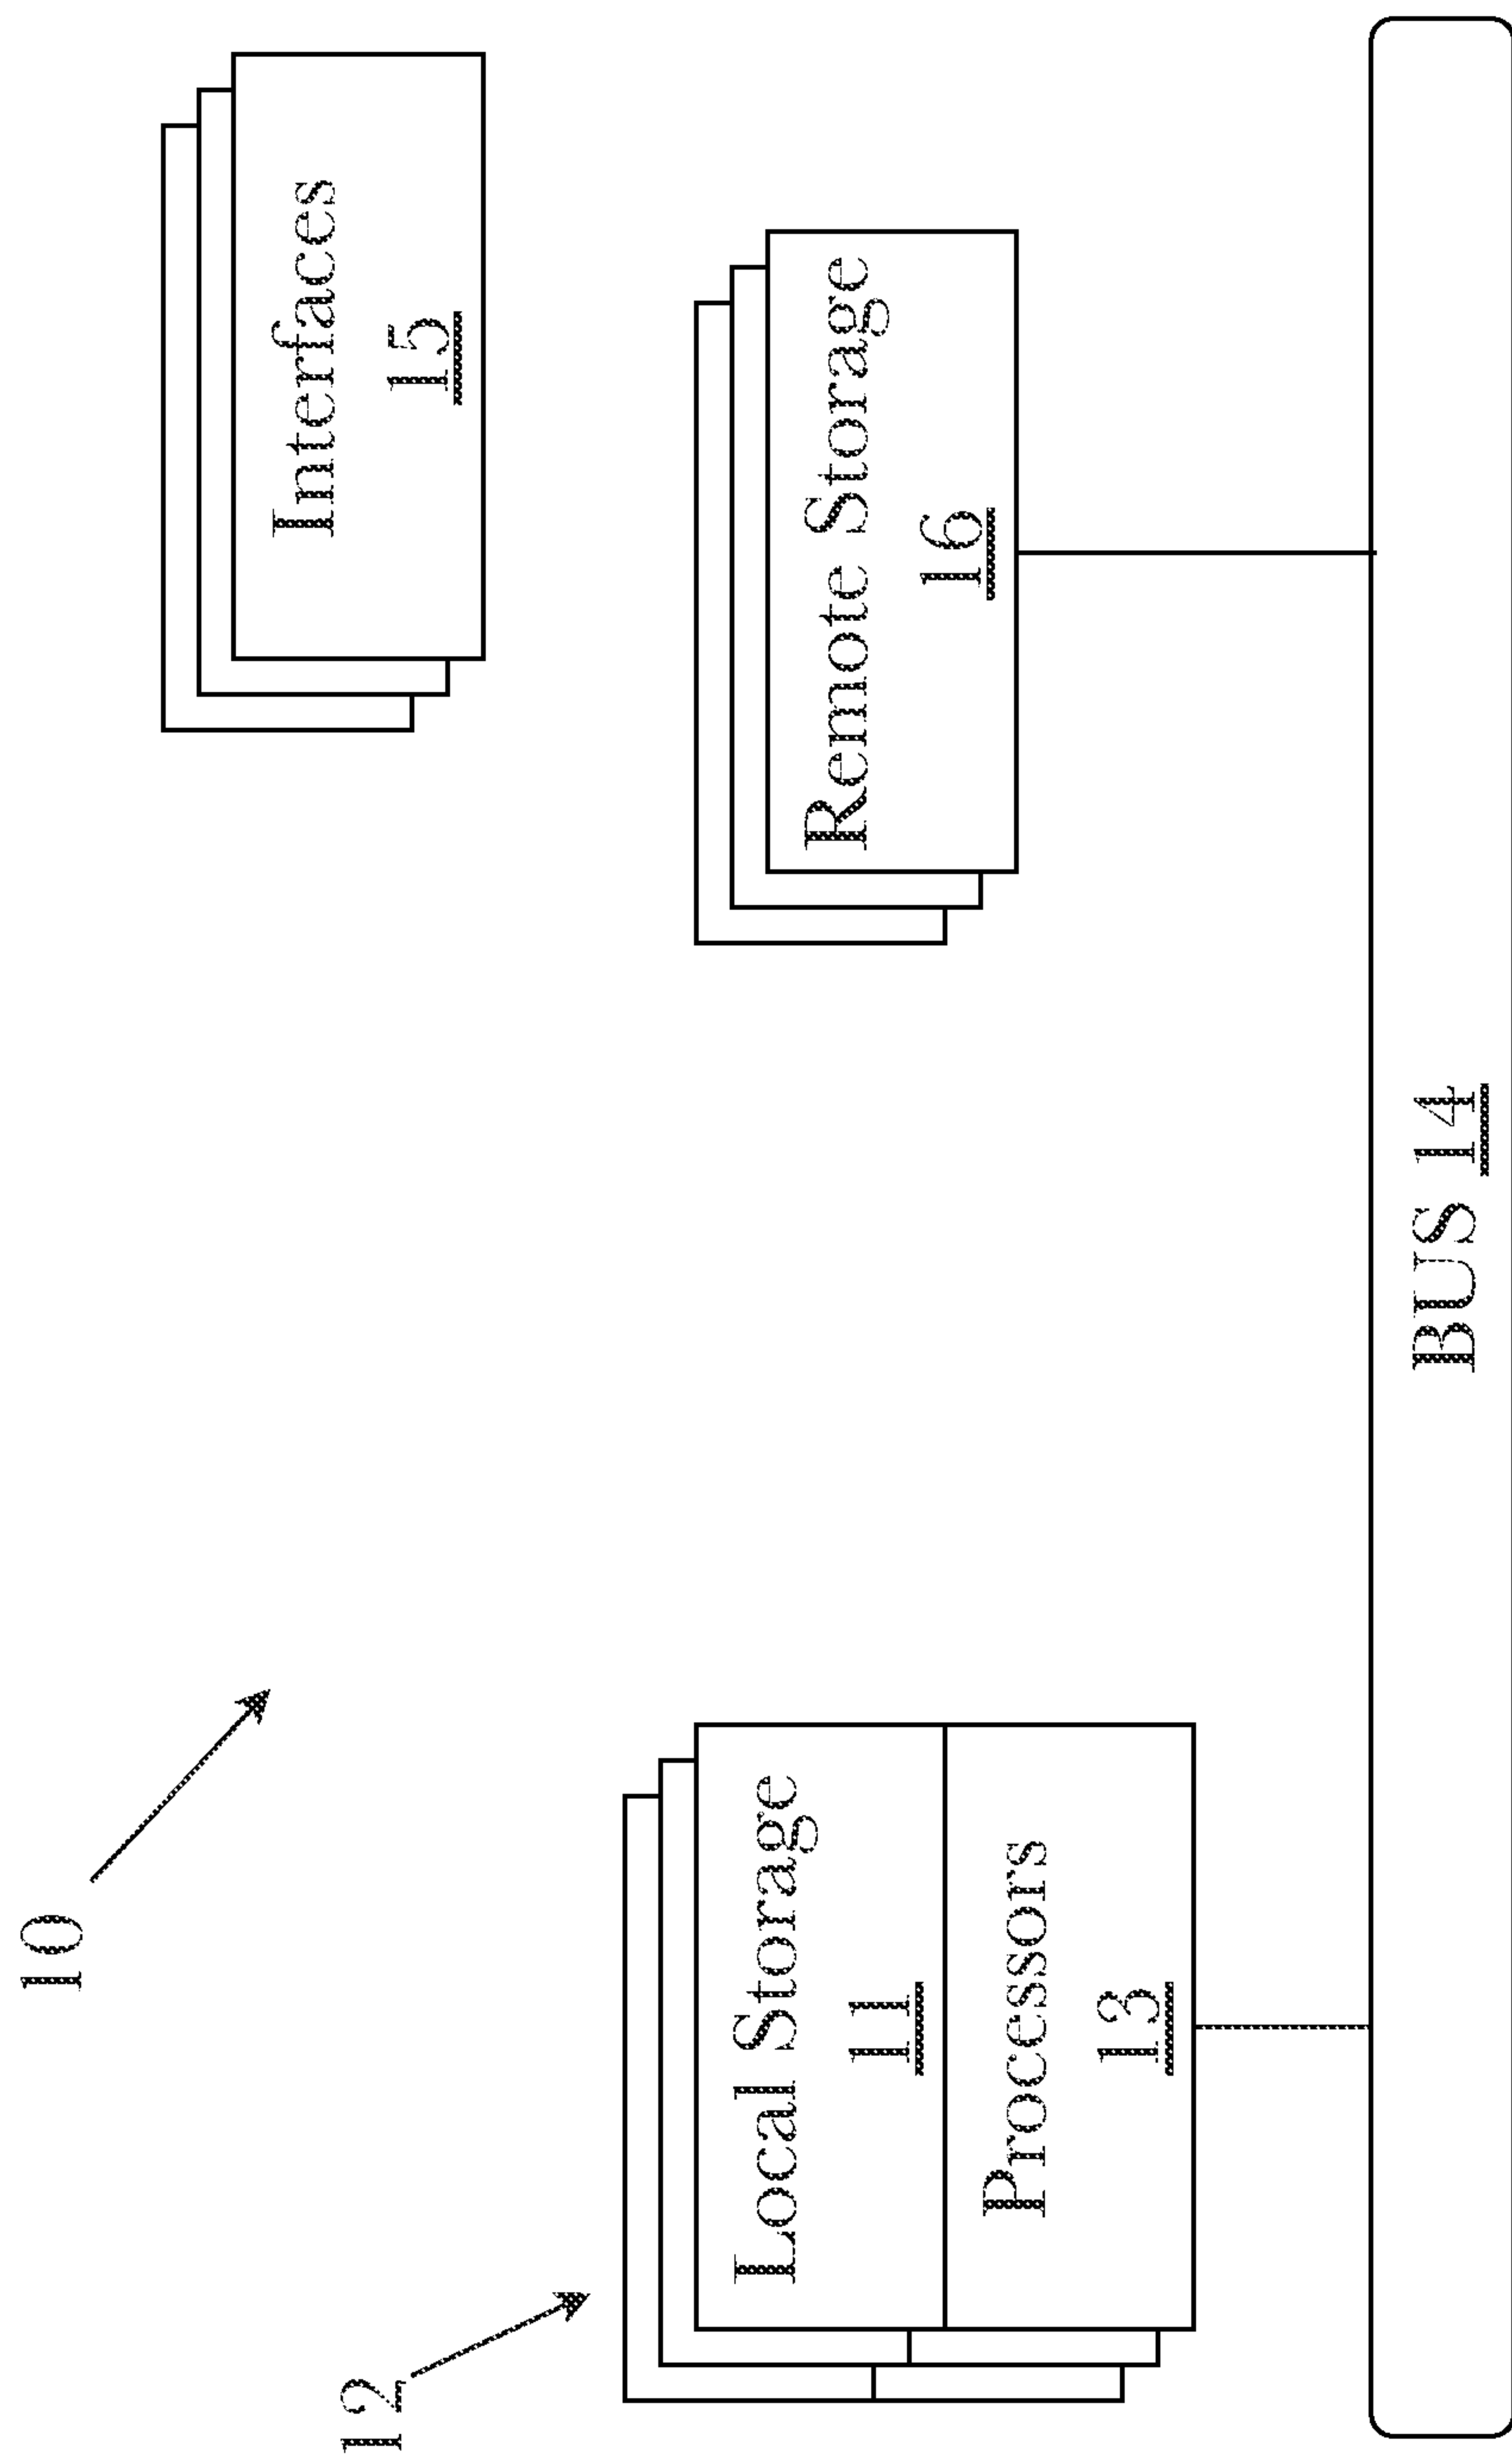 10
12
Interfaces
15
Local Storage
11
Remote Storage
16
Processors
13
BUS 14